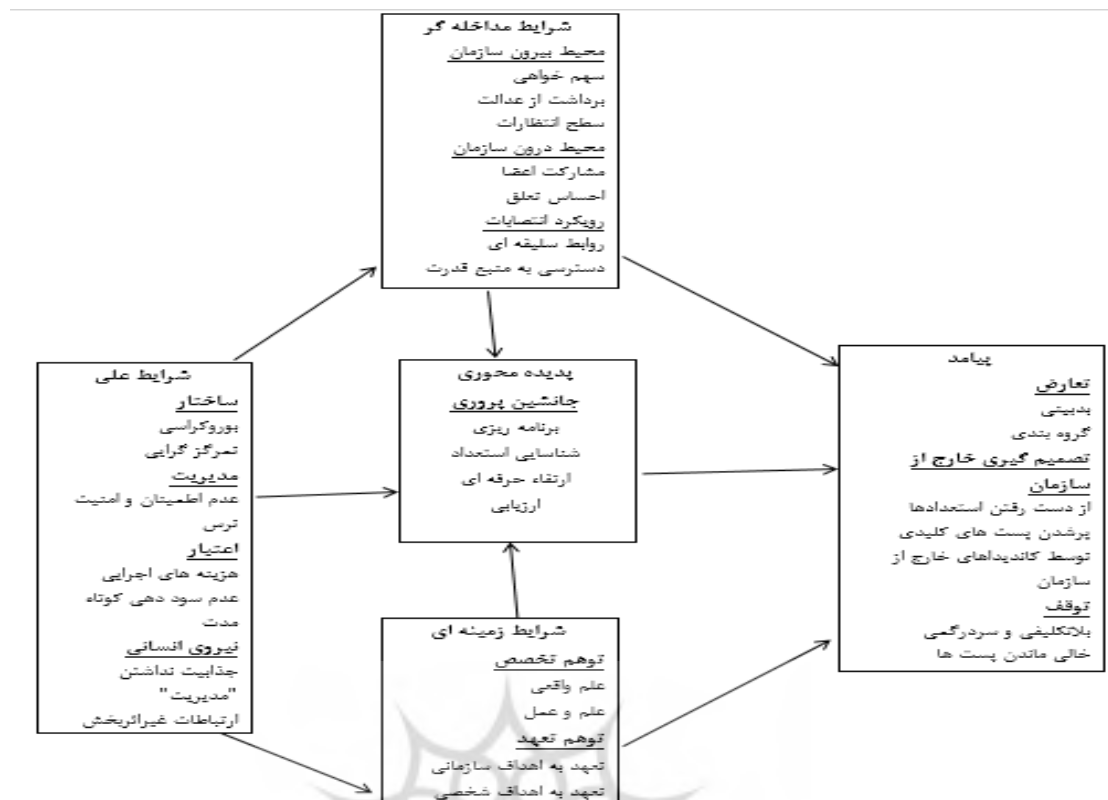 شرایط مداخله گر
محیط بیرون سازمان
سهم خواهی
برداشت از عدالت
سطح انتظارات
محیط درون سازمان
مشارکت اعضا
احساس تعلق
رویکرد انتصابات
روابط سلیقه ای
دسترسی به منبع قدرت
شرایط علی
ساختار
بوروکراسی
تمرگز گرایی
مدیریت
عدم اطمینان و امنیت
ترس
اعتبار
هزینه های اجرایی
عدم سود دهی کوتاه
مدت
نیروی انسانی
جذابیت نداشتن
"مدیریت"
ارتباطات غیراثربخش
پدیده محوری
جانشین پروری
برنامه ریزی
شناسایی استعداد
ارتقاء حرفه ای
ارزیابی
شرایط زمینه ای
توهم تخصص
علم واقعی
علم و عمل
توهم تعهد
تعهد به اهداف سازمانی
تعهد به اهداف شخصی
پیامد
تعارض
بدبینی
گروه بندی
تصمیم گیری خارج از
سازمان
از دست رفتن استعدادها
پرشدن پست های کلیدی
توسط کاندیداهای خارج از
سازمان
توقف
بلاتکلیفی و سردرگمی
خالی ماندن پست ها